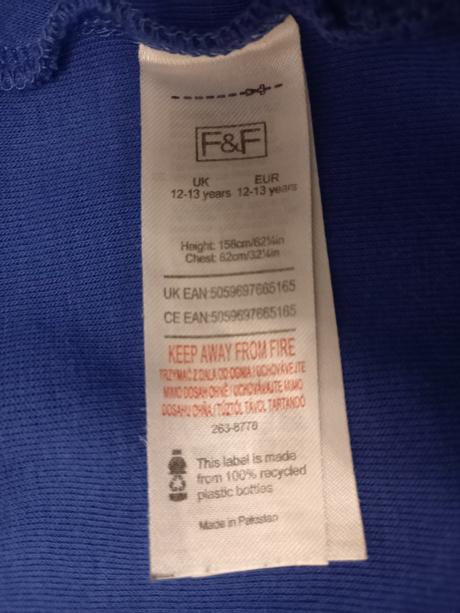 F&F
UK EUR
12-13 years 12-13 years
Height: 158cm/62¼in
Chest: 82cm/32¼in
UK EAN:5059697665165
CE EAN:5059697665165
KEEP AWAY FROM FIRE
TRZYMAĆ Z DALA OD OGNIA / UCHOVÁVEJTE
MIMO DOSAH OHNĚ / UCHOVÁVAJTE MIMO
DOSAHU OHŇA / TŰZTŐL TÁVOL TARTANDÓ
263-8778
This label is made
from 100% recycled
plastic bottles
Made in Pakistan